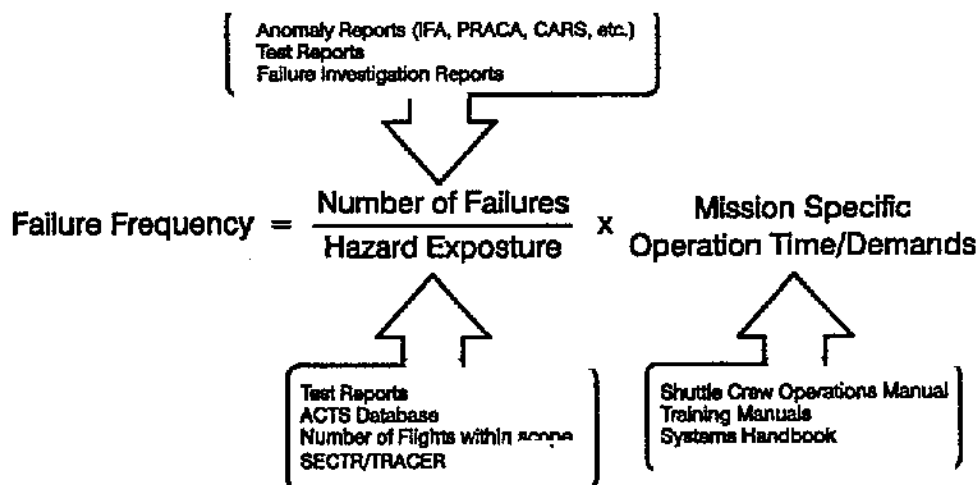 Anomaly Reports (IFA, PRACA, CARS, etc.)
Test Reports
Failure Investigation Reports
Failure Frequency = Number of Failures
Hazard Exposture
x Mission Specific
Operation Time/Demands
Test Reports
ACTS Database
Number of Flights within scope
SECTR/TRACER
Shuttle Crew Operations Manual
Training Manuals
Systems Handbook